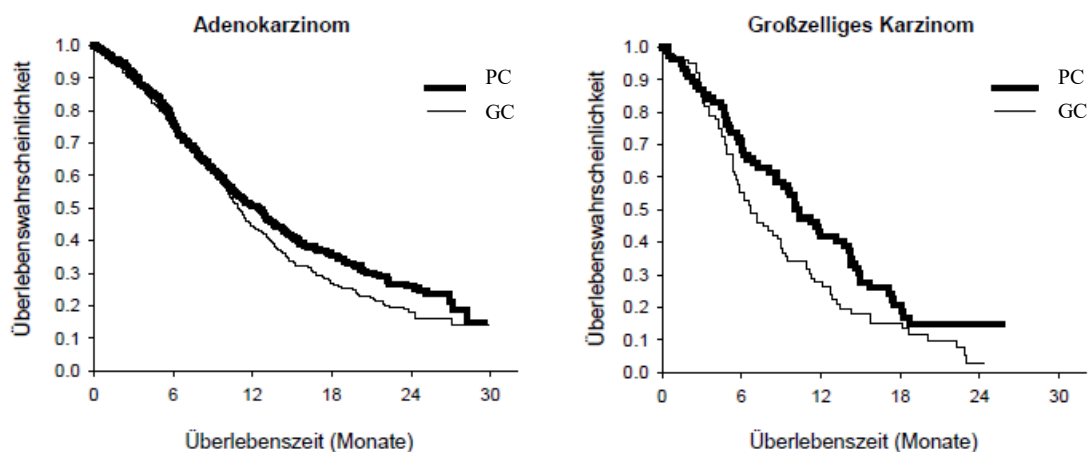 Adenokarzinom
Überlebenswahrscheinlichkeit
1.0
0.9
0.8
0.7
0.6
0.5
0.4
0.3
0.2
0.1
0.0
PC
GC
0 6 12 18 24 30
Überlebenszeit (Monate)
Großzelliges Karzinom
Überlebenswahrscheinlichkeit
1.0
0.9
0.8
0.7
0.6
0.5
0.4
0.3
0.2
0.1
0.0
PC
GC
0 6 12 18 24 30
Überlebenszeit (Monate)